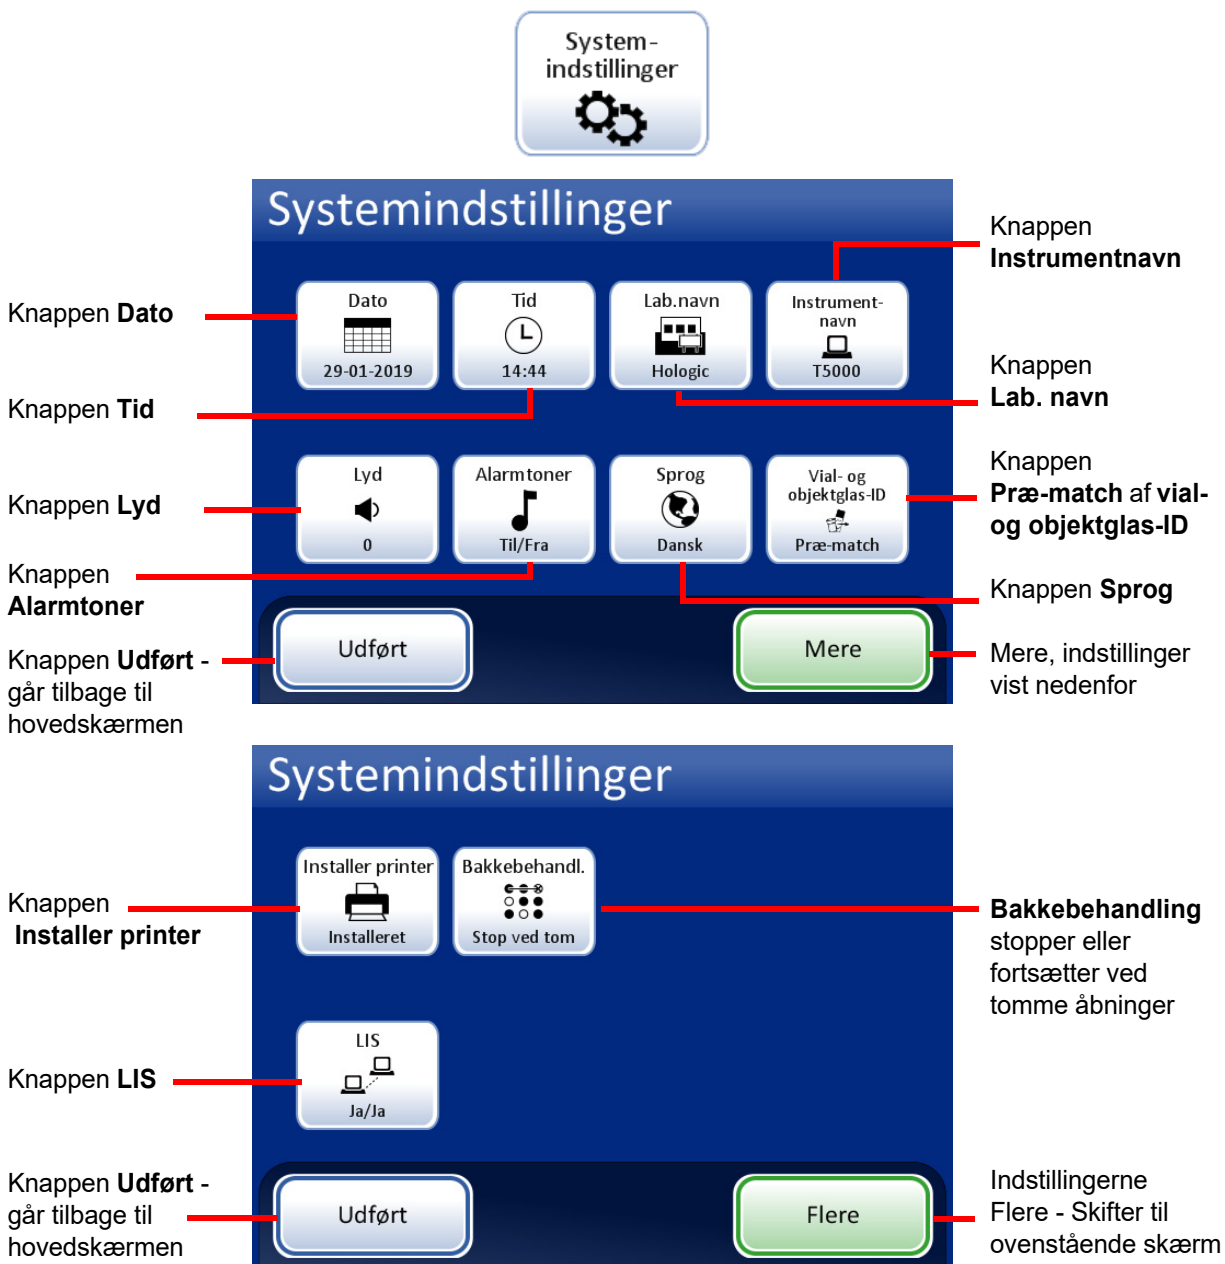 System-
indstillinger
Systemindstillinger
Knappen
Instrumentnavn
Knappen Dato
Dato
29-01-2019
Tid
14:44
Lab.navn
Hologic
Instrument-
navn
T5000
Knappen
Lab. navn
Knappen Tid
Knappen
Præ-match af vial-
og objektglas-ID
Knappen Lyd
Lyd
0
Alarmtoner
Til/Fra
Sprog
Dansk
Vial- og
objektglas-ID
Præ-match
Knappen
Alarmtoner
Knappen Sprog
Knappen Udført -
går tilbage til
hovedskærmen
Udført
Mere
Mere, indstillinger
vist nedenfor
Systemindstillinger
Knappen
Installer printer
Installer printer
Installeret
Bakkebehandl.
Stop ved tom
Bakkebehandling
stopper eller
fortsætter ved
tomme åbninger
Knappen LIS
LIS
Ja/Ja
Knappen Udført -
går tilbage til
hovedskærmen
Udført
Flere
Indstillingerne
Flere - Skifter til
ovenstående skærm